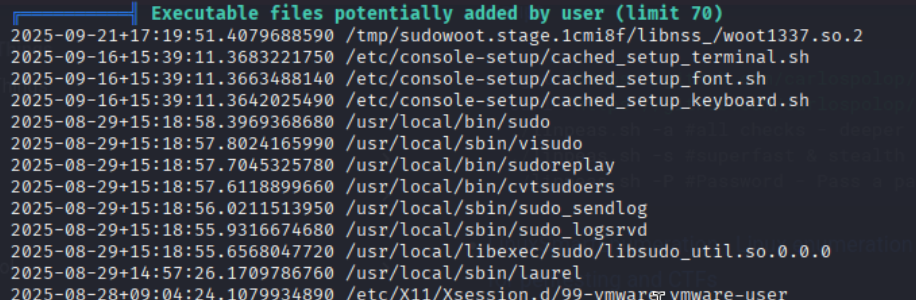 Executable files potentially added by user (limit 70)
2025-09-21+17:19:51.4079688590 /tmp/sudowoot.stage.1cmi8f/libnss_/woot1337.so.2
2025-09-16+15:39:11.3683221750 /etc/console-setup/cached_setup_terminal.sh
2025-09-16+15:39:11.3663488140 /etc/console-setup/cached_setup_font.sh
2025-09-16+15:39:11.3642025490 /etc/console-setup/cached_setup_keyboard.sh
2025-08-29+15:18:58.3969368680 /usr/local/bin/sudo
2025-08-29+15:18:57.8024165990 /usr/local/sbin/visudo
2025-08-29+15:18:57.7045325780 /usr/local/bin/sudoreplay
2025-08-29+15:18:57.6118899660 /usr/local/bin/cvtsudoers
2025-08-29+15:18:56.0211513950 /usr/local/sbin/sudo_sendlog
2025-08-29+15:18:55.9316674680 /usr/local/sbin/sudo_logsrvd
2025-08-29+15:18:55.6568047720 /usr/local/libexec/sudo/libsudo_util.so.0.0.0
2025-08-29+14:57:26.1709786760 /usr/local/sbin/laurel
2025-08-28+09:04:24.1079934890